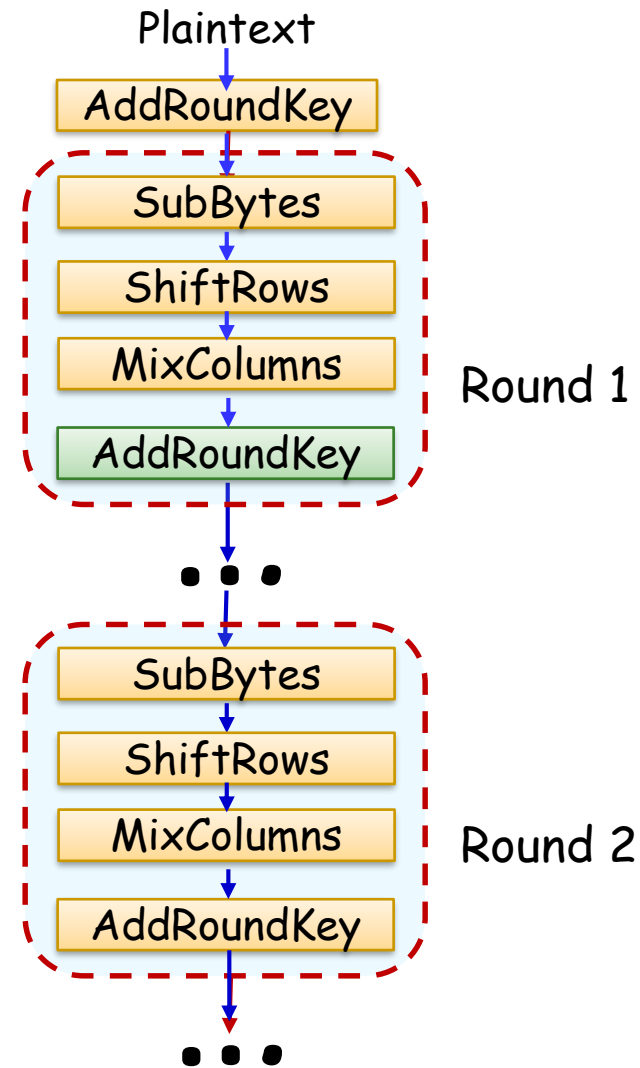 Plaintext
AddRoundKey
SubBytes
ShiftRows
MixColumns
Round 1
AddRoundKey
...
SubBytes
ShiftRows
MixColumns
Round 2
AddRoundKey
...